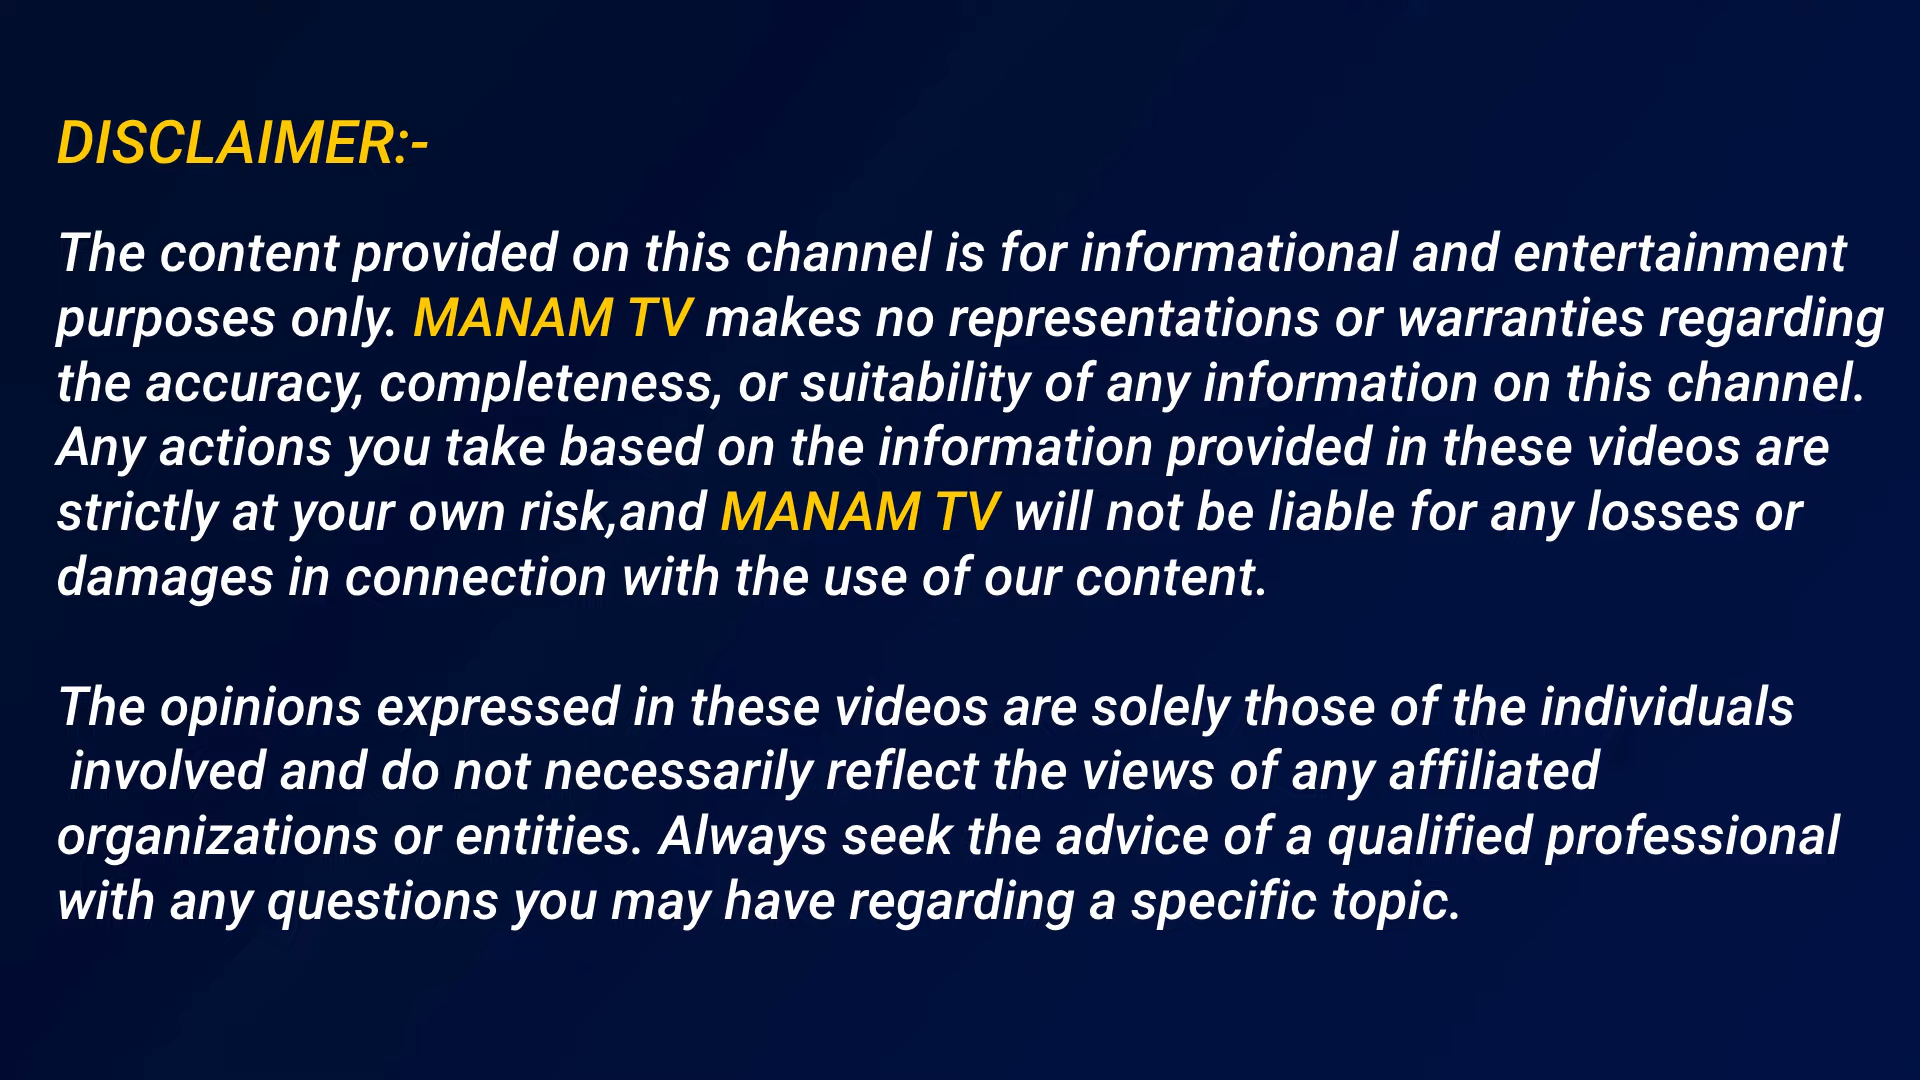 DISCLAIMER:-
The content provided on this channel is for informational and entertainment
purposes only. MANAM TV makes no representations or warranties regarding
the accuracy, completeness, or suitability of any information on this channel.
Any actions you take based on the information provided in these videos are
strictly at your own risk,and MANAM TV will not be liable for any losses or
damages in connection with the use of our content.
The opinions expressed in these videos are solely those of the individuals
involved and do not necessarily reflect the views of any affiliated
organizations or entities. Always seek the advice of a qualified professional
with any questions you may have regarding a specific topic.